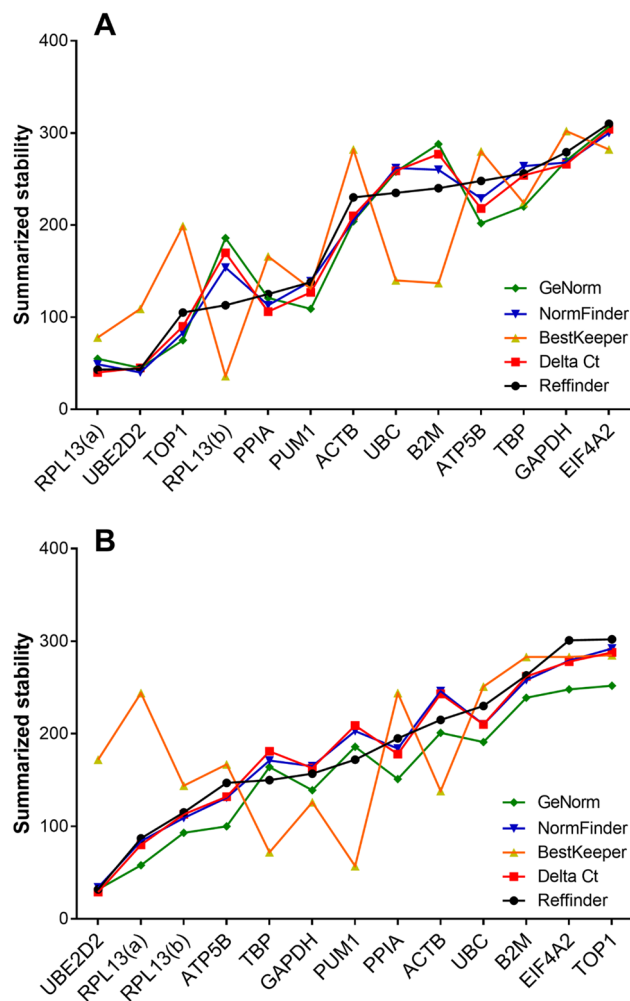 A
400
300
200
100
0
Summarized stability
GeNorm
NormFinder
BestKeeper
Delta Ct
Reffinder
RPL13(a)
UBE2D2
TOP1
RPL13(b)
PPIA
PUM1
ACTB
UBC
B2M
ATP5B
TBP
GAPDH
EIF4A2
B
400
300
200
100
0
Summarized stability
GeNorm
NormFinder
BestKeeper
Delta Ct
Reffinder
UBE2D2
RPL13(a)
RPL13(b)
ATP5B
TBP
GAPDH
PUM1
PPIA
ACTB
UBC
B2M
EIF4A2
TOP1